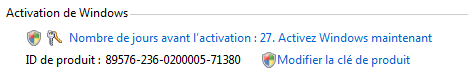 Activation de Windows
Nombre de jours avant l'activation : 27. Activez Windows maintenant
ID de produit : 89576-236-0200005-71380 Modifier la clé de produit